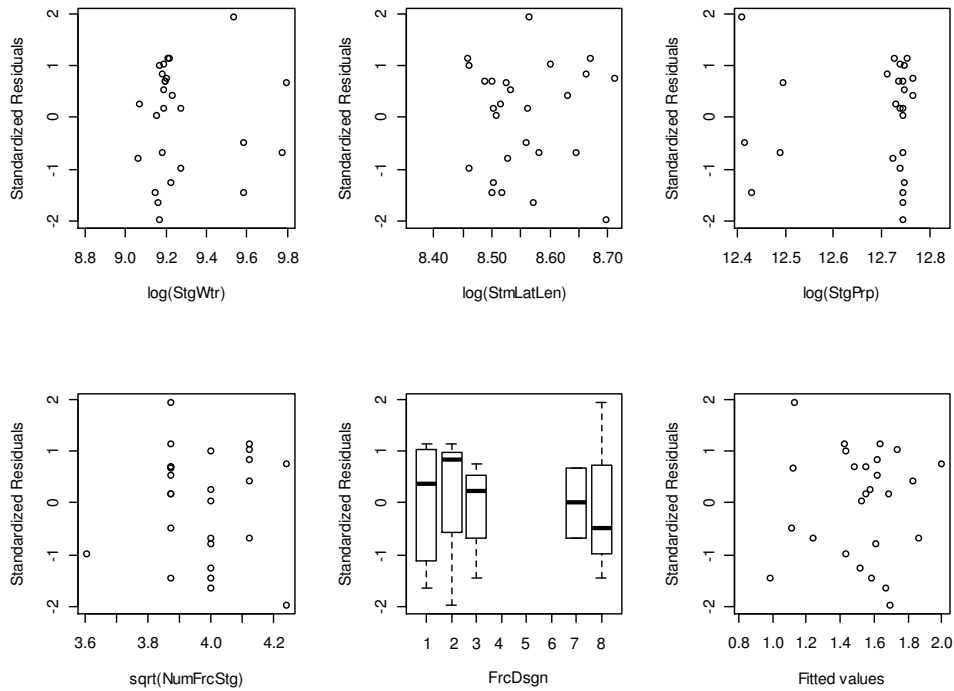 Standardized Residuals
2
1
0
-1
-2
8.8 9.0 9.2 9.4 9.6 9.8
log(StgWtr)
Standardized Residuals
2
1
0
-1
-2
8.40 8.50 8.60 8.70
log(StmLatLen)
Standardized Residuals
2
1
0
-1
-2
12.4 12.5 12.6 12.7 12.8
log(StgPrp)
Standardized Residuals
2
1
0
-1
-2
3.6 3.8 4.0 4.2
sqrt(NumFrcStg)
Standardized Residuals
2
1
0
-1
-2
1 2 3 4 5 6 7 8
FrcDsgn
Standardized Residuals
2
1
0
-1
-2
0.8 1.0 1.2 1.4 1.6 1.8 2.0
Fitted values